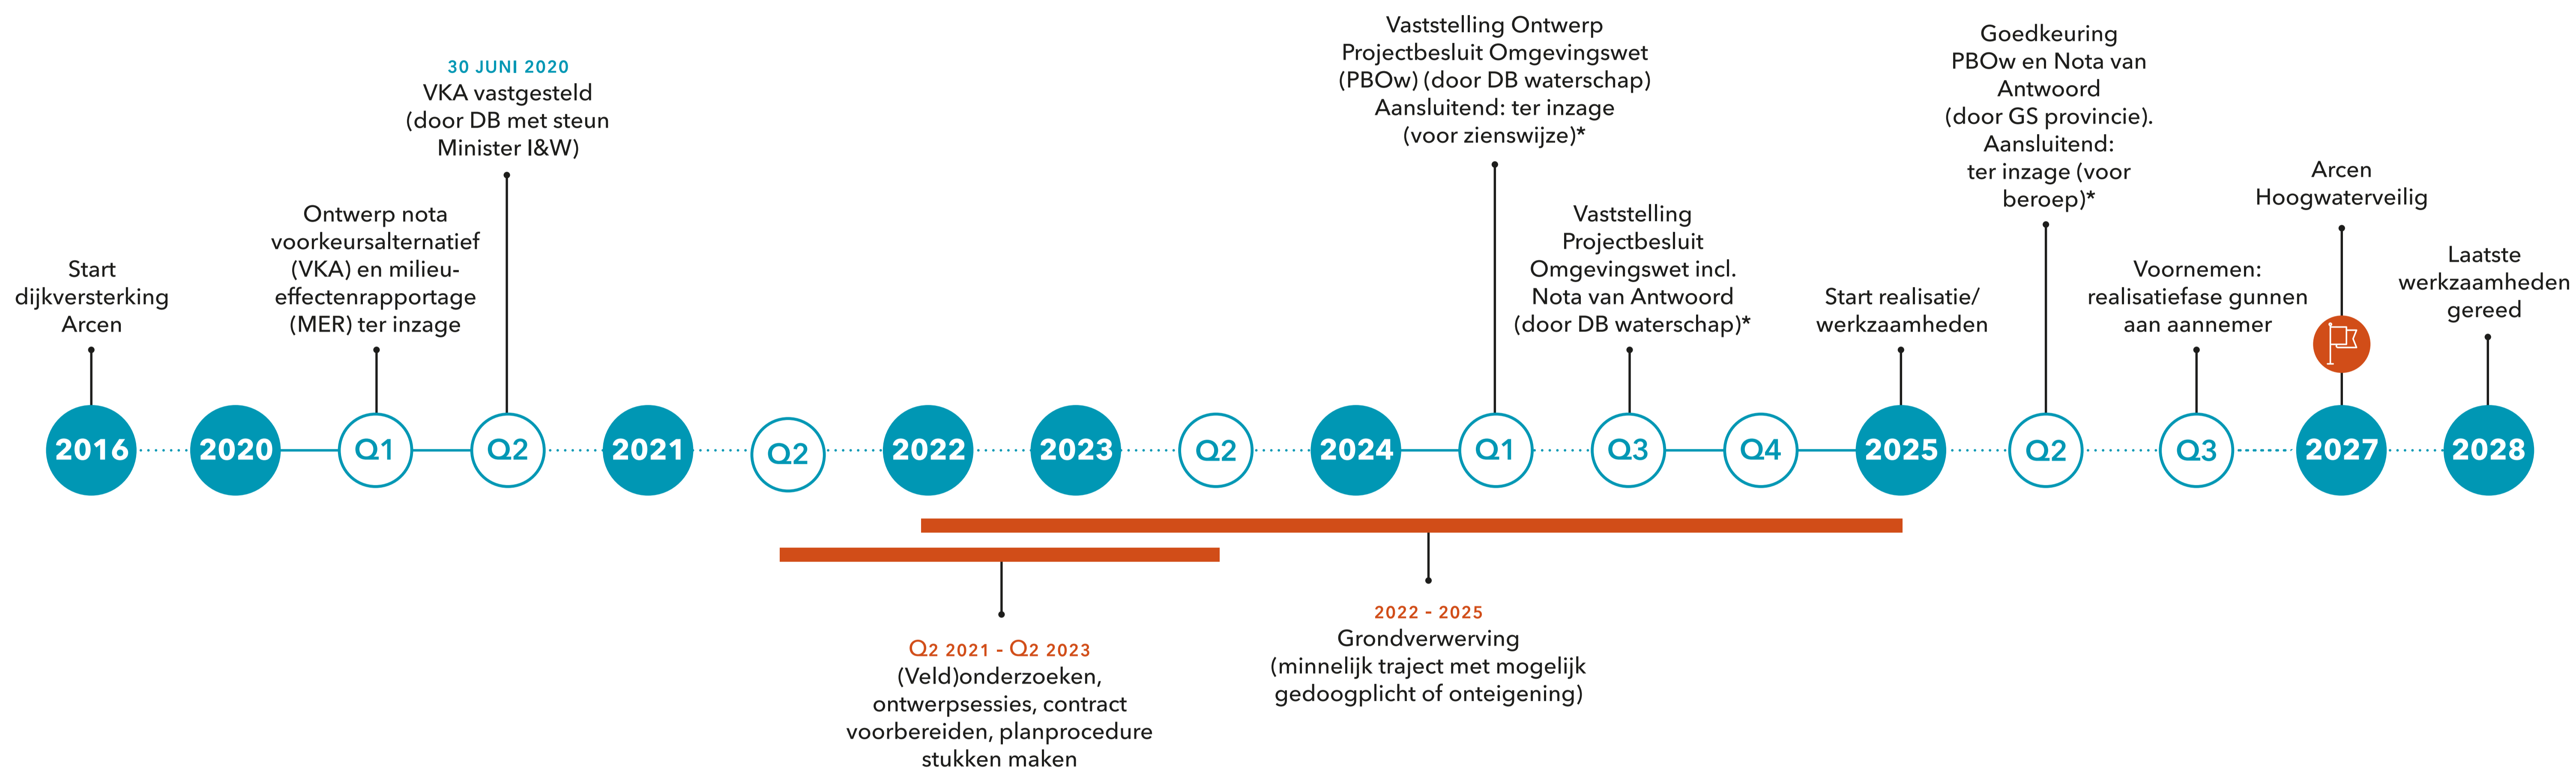 Start
dijkversterking
Arcen
Ontwerp nota
voorkeursalternatief
(VKA) en milieu-
effectenrapportage
(MER) ter inzage
30 JUNI 2020
VKA vastgesteld
(door DB met steun
Minister I&W)
Vaststelling Ontwerp
Projectbesluit Omgevingswet
(PBOw) (door DB waterschap)
Aansluitend: ter inzage
(voor zienswijze)*
Vaststelling
Projectbesluit
Omgevingswet incl.
Nota van Antwoord
(door DB waterschap)*
Start realisatie/
werkzaamheden
Goedkeuring
PBOw en Nota van
Antwoord
(door GS provincie).
Aansluitend:
ter inzage (voor
beroep)*
Voornemen:
realisatiefase gunnen
aan aannemer
Arcen
Hoogwaterveilig
Laatste
werkzaamheden
gereed
2016 2020 Q1 Q2 2021 Q2 2022 2023 Q2 2024 Q1 Q3 Q4 2025 Q2 Q3 2027 2028
Q2 2021 - Q2 2023
(Veld)onderzoeken,
ontwerpsessies, contract
voorbereiden, planprocedure
stukken maken
2022 - 2025
Grondverwerving
(minnelijk traject met mogelijk
gedoogplicht of onteigening)